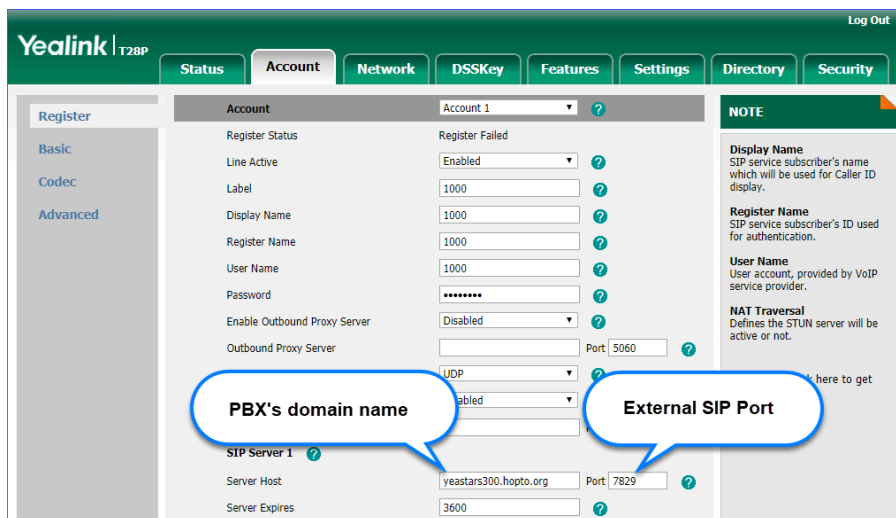 Log Out
Yealink | T28P
Status Account Network DSSKey Features Settings Directory Security
Register
Basic
Codec
Advanced
Account Account 1
Register Status Register Failed
Line Active Enabled
Label 1000
Display Name 1000
Register Name 1000
User Name 1000
Password ••••••••
Enable Outbound Proxy Server Disabled
Outbound Proxy Server Port 5060
UDP
PBX's domain name
External SIP Port
SIP Server 1
Server Host yeastars300.hopto.org Port 7829
Server Expires 3600
NOTE
Display Name
SIP service subscriber's name
which will be used for Caller ID
display.
Register Name
SIP service subscriber's ID used
for authentication.
User Name
User account, provided by VoIP
service provider.
NAT Traversal
Defines the STUN server will be
active or not.
here to get